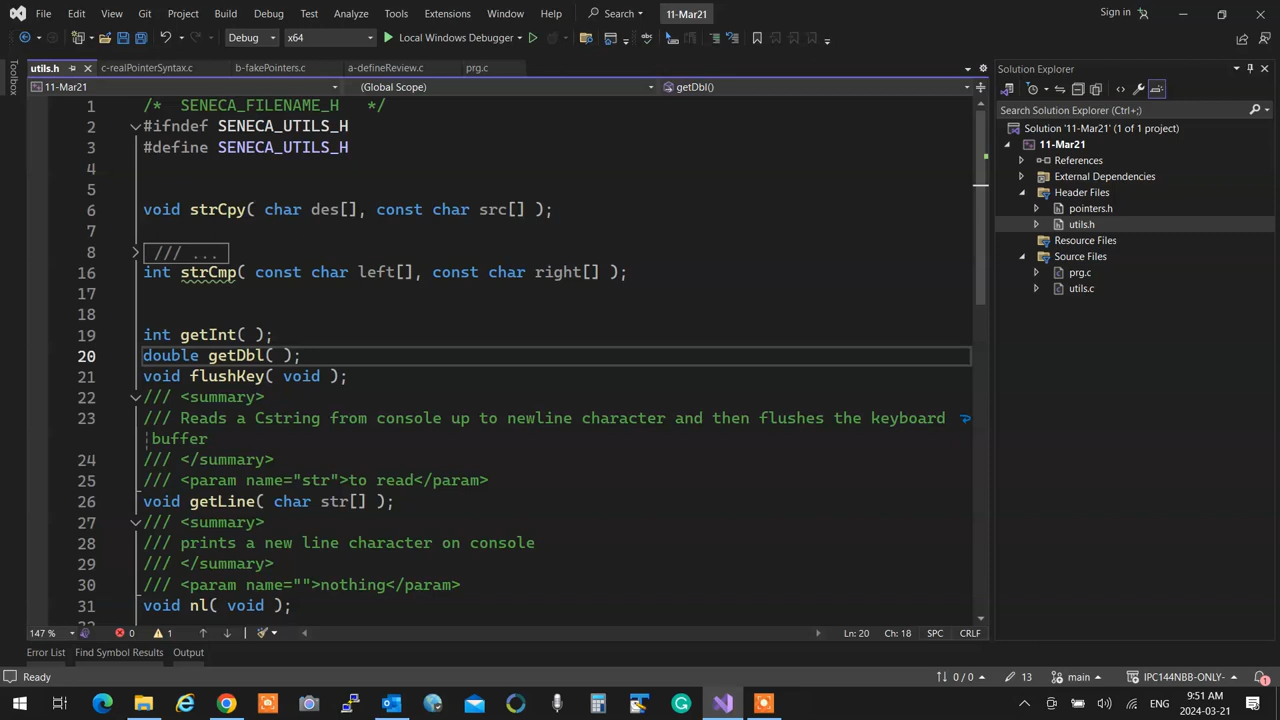 File Edit View Git Project Build Debug Test Analyze Tools Extensions Window Help Search 11-Mar21 Sign in
Debug x64 Local Windows Debugger
utils.h c-realPointerSyntax.c b-fakePointers.c a-defineReview.c prg.c
11-Mar21 (Global Scope) getDbl()
1 /* SENECA_FILENAME_H */
2 #ifndef SENECA_UTILS_H
3 #define SENECA_UTILS_H
4
5
6 void strCpy( char des[], const char src[] );
7
8 /// ...
16 int strCmp( const char left[], const char right[] );
17
18
19 int getInt( );
20 double getDbl( );
21 void flushKey( void );
22 /// <summary>
23 /// Reads a Cstring from console up to newline character and then flushes the keyboard
buffer
24 /// </summary>
25 /// <param name="str">to read</param>
26 void getLine( char str[] );
27 /// <summary>
28 /// prints a new line character on console
29 /// </summary>
30 /// <param name="">nothing</param>
31 void nl( void );
147 % 0 1 Ln: 20 Ch: 18 SPC CRLF
Error List Find Symbol Results Output
Toolbox
Solution Explorer
Search Solution Explorer (Ctrl+;)
Solution '11-Mar21' (1 of 1 project)
11-Mar21
References
External Dependencies
Header Files
pointers.h
utils.h
Resource Files
Source Files
prg.c
utils.c
Ready 0 / 0 13 main IPC144NBB-ONLY- 1
ENG 9:51 AM
2024-03-21